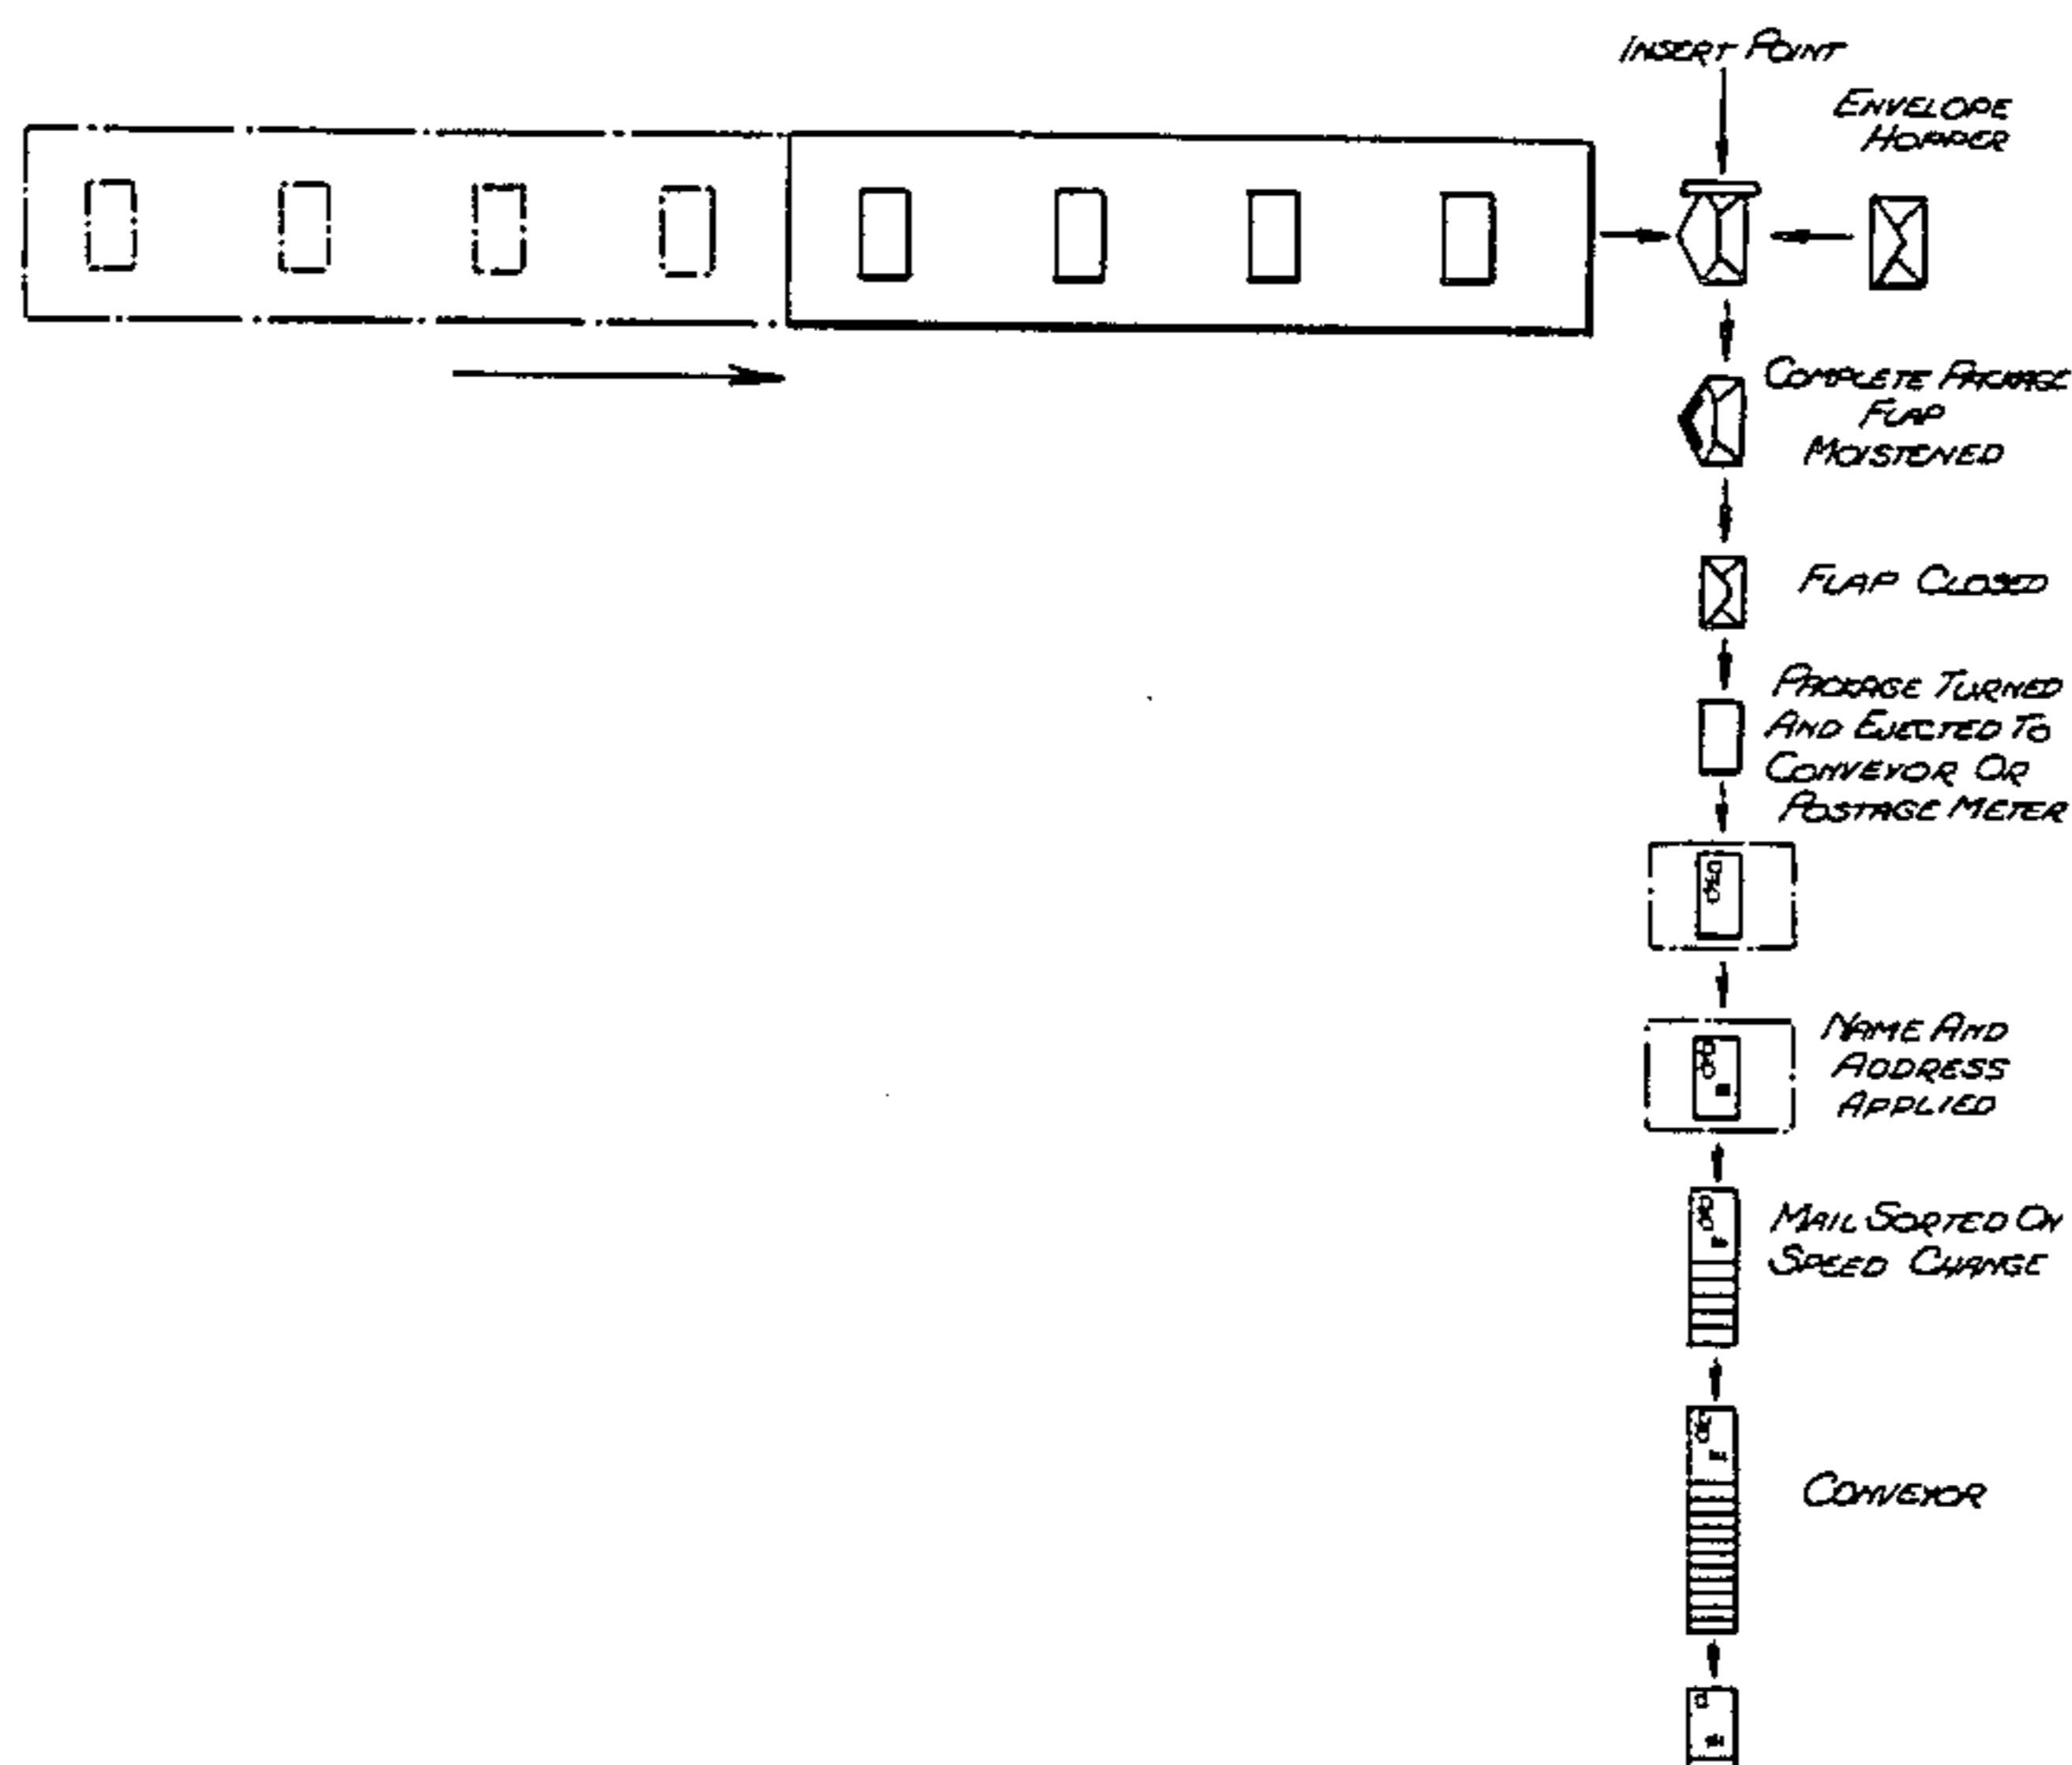 INSERT POINT
ENVELOPE
HOPPER
COMPLETE PACKAGE
FLAP
MOISTENED
FLAP CLOSED
PACKAGE TURNED
AND EJECTED TO
CONVEYOR OR
POSTAGE METER
NAME AND
ADDRESS
APPLIED
MAIL SORTED ON
SPEED CHANGE
CONVEYOR